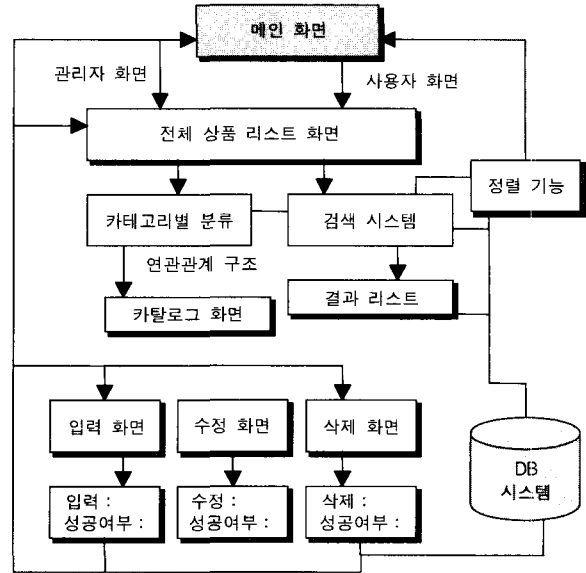 메인 화면
관리자 화면
사용자 화면
전체 상품 리스트 화면
정렬 기능
카테고리별 분류
검색 시스템
연관관계 구조
결과 리스트
카탈로그 화면
입력 화면
수정 화면
삭제 화면
DB
시스템
입력 :
성공여부 :
수정 :
성공여부 :
삭제 :
성공여부 :